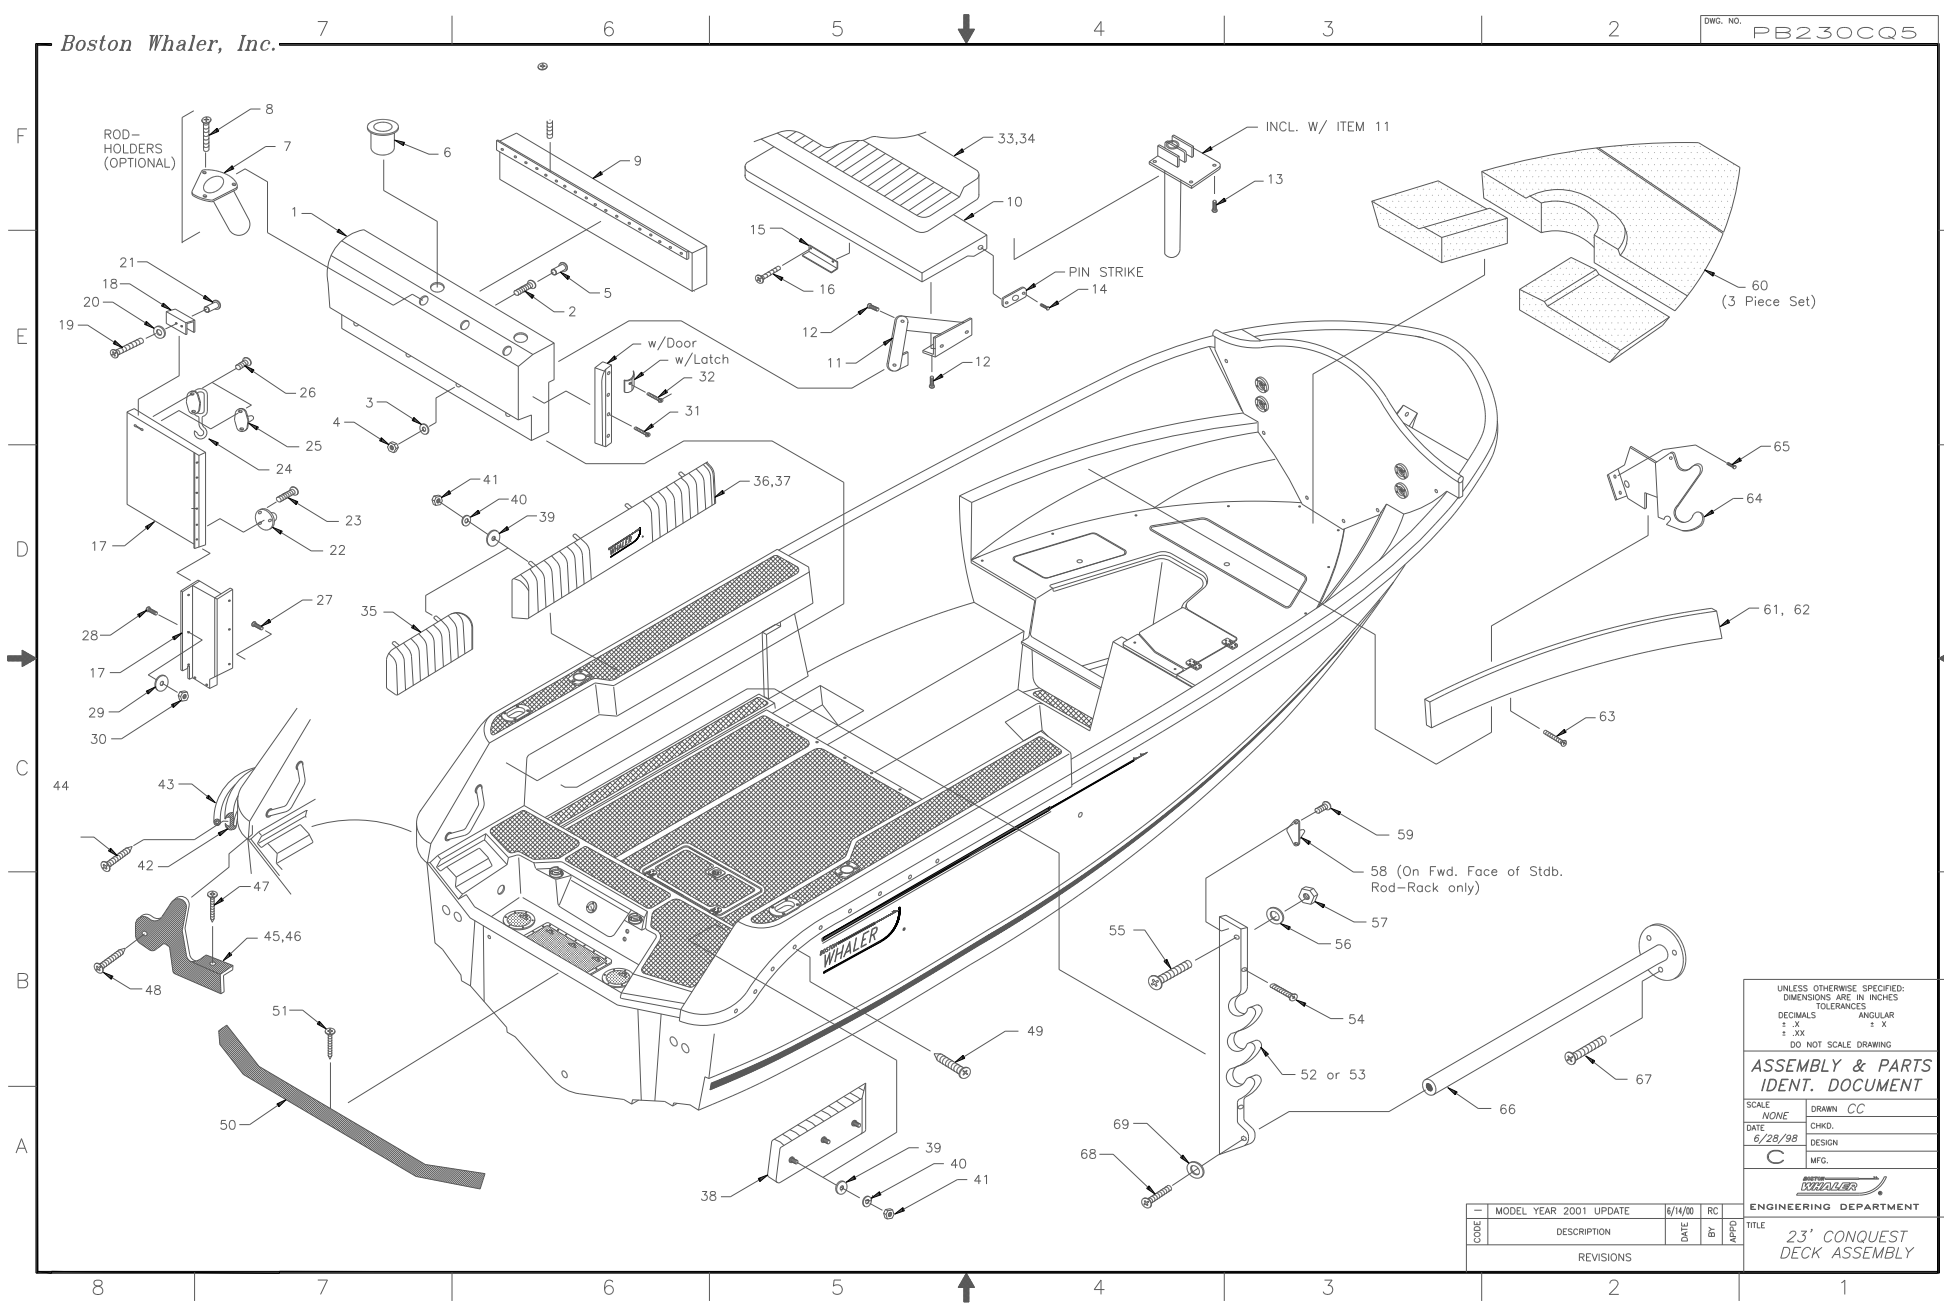 7
6
5
4
3
2
DWG. NO.
PB230CQ5
Boston Whaler, Inc.
F
E
D
C
B
A
ROD-
HOLDERS
(OPTIONAL)
8
7
6
9
1
33,34
INCL. W/ ITEM 11
13
10
15
16
PIN STRIKE
14
21
18
20
19
5
2
12
11
12
60
(3 Piece Set)
w/Door
w/Latch
32
31
26
3
4
25
24
41
40
39
36,37
65
64
23
22
17
35
28
27
17
29
30
61, 62
63
44
43
42
47
45,46
48
59
58 (On Fwd. Face of Stdb.
Rod-Rack only)
57
56
55
54
WHALER
51
49
52 or 53
67
66
50
69
68
38
39
40
41
UNLESS OTHERWISE SPECIFIED:
DIMENSIONS ARE IN INCHES
TOLERANCES
DECIMALS ANGULAR
± .X ± X
± .XX
DO NOT SCALE DRAWING
ASSEMBLY & PARTS
IDENT. DOCUMENT
SCALE
NONE
DRAWN CC
DATE
6/28/98
CHKD.
DESIGN
C
MFG.
BOSTON
WHALER
ENGINEERING DEPARTMENT
TITLE
23' CONQUEST
DECK ASSEMBLY
— MODEL YEAR 2001 UPDATE 6/14/00 RC
CODE DESCRIPTION DATE BY APPD
REVISIONS
8
7
6
5
4
3
2
1